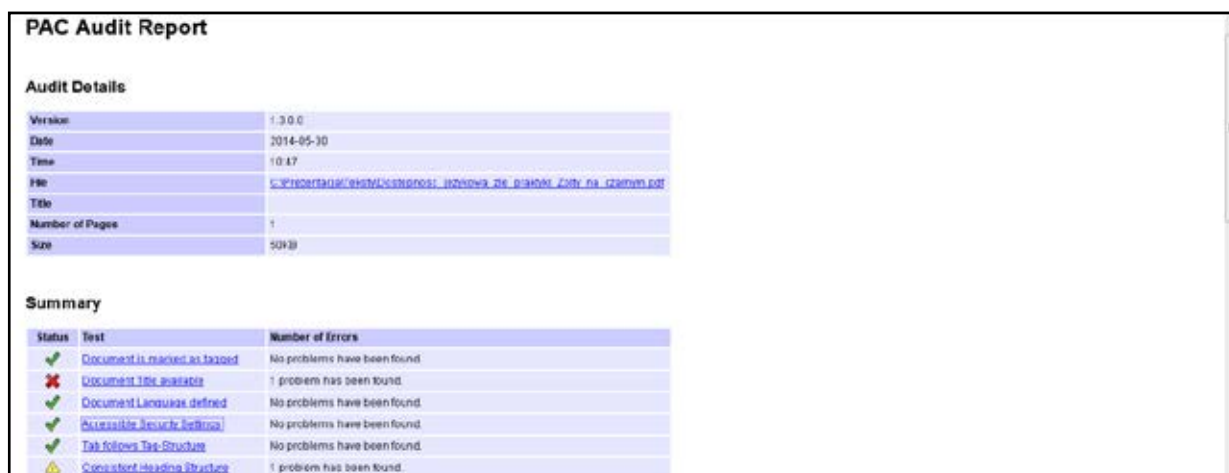 PAC Audit Report
Audit Details
Version 1.3.0.0
Date 2014-05-30
Time 10:47
File
Title
Number of Pages 1
Size 50KB
Summary
Status Test Number of Errors
Document is marked as tagged No problems have been found.
Document Title available 1 problem has been found.
Document Language defined No problems have been found.
Accessible Security Settings No problems have been found.
Tab follows Tag-Structure No problems have been found.
Consistent Heading Structure 1 problem has been found.